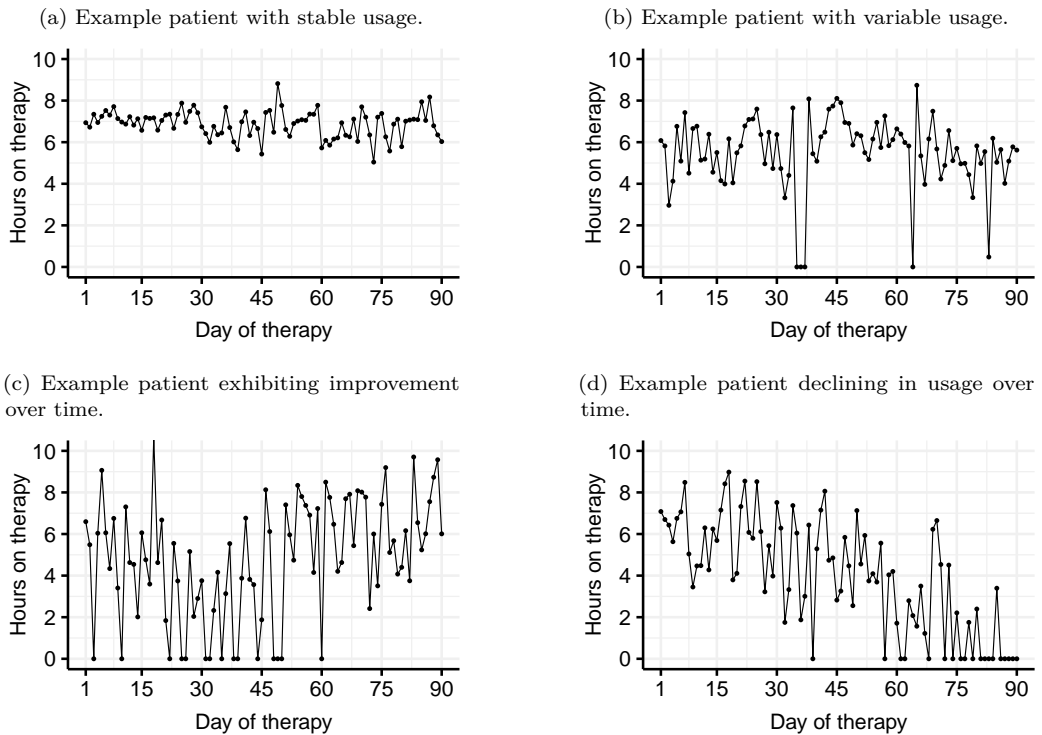 (a) Example patient with stable usage.
10
8
6
4
2
0
Hours on therapy
1 15 30 45 60 75 90
Day of therapy
(b) Example patient with variable usage.
10
8
6
4
2
0
Hours on therapy
1 15 30 45 60 75 90
Day of therapy
(c) Example patient exhibiting improvement
over time.
10
8
6
4
2
0
Hours on therapy
1 15 30 45 60 75 90
Day of therapy
(d) Example patient declining in usage over
time.
10
8
6
4
2
0
Hours on therapy
1 15 30 45 60 75 90
Day of therapy